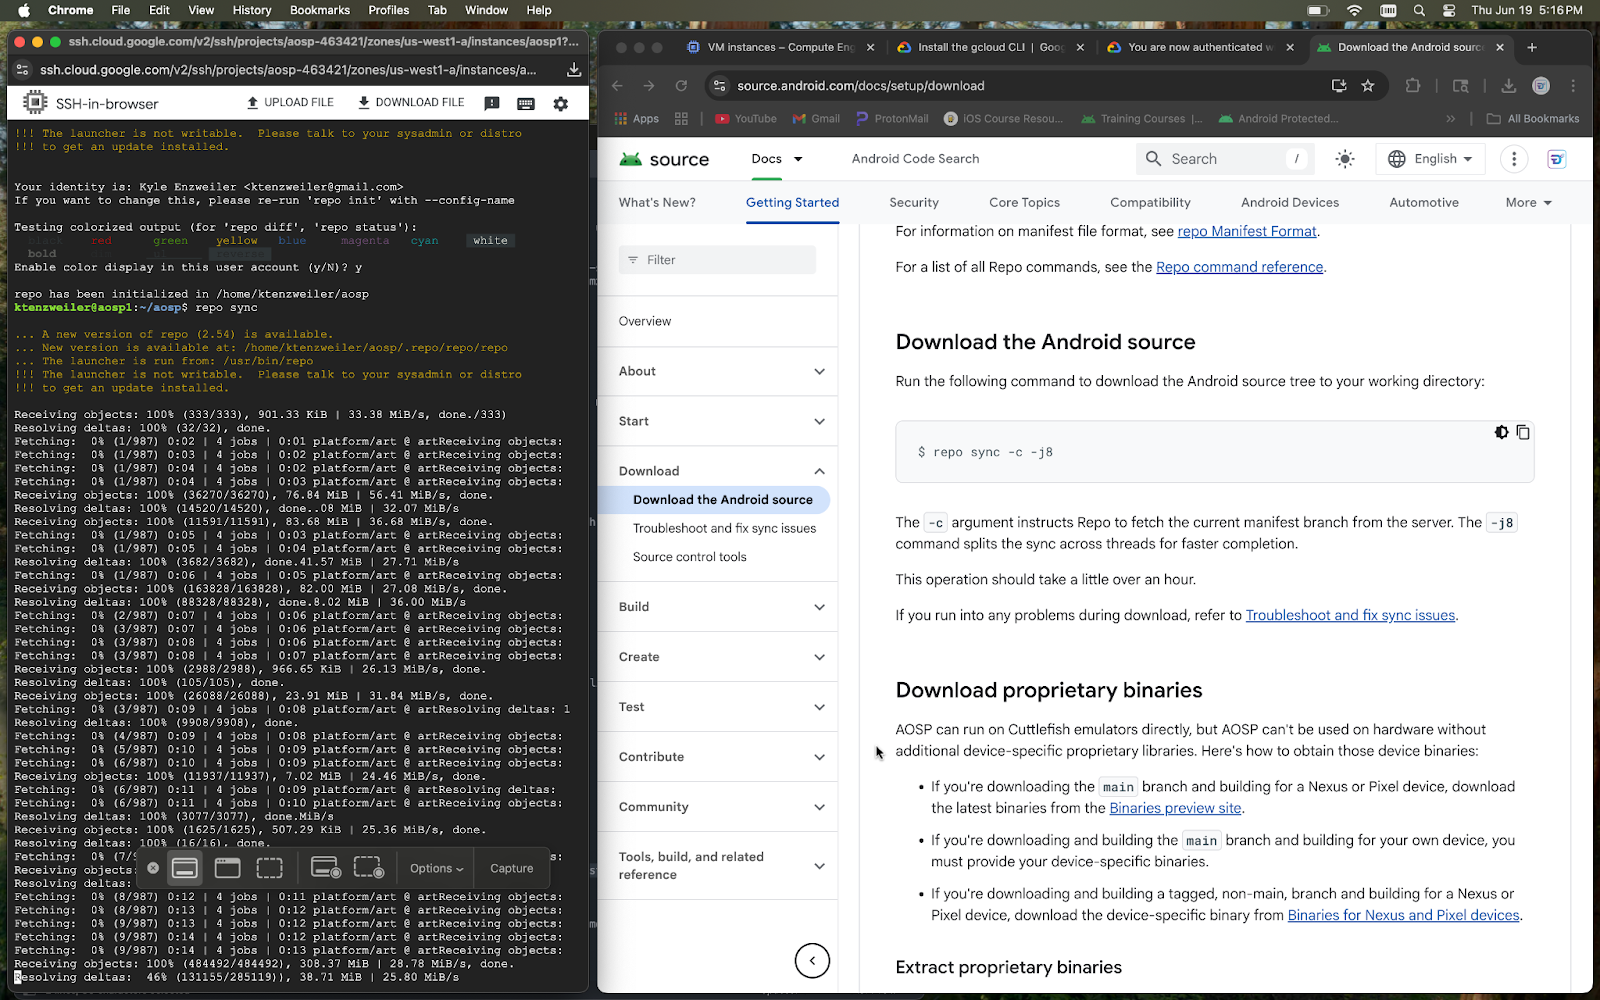 Chrome File Edit View History Bookmarks Profiles Tab Window Help Thu Jun 19 5:16 PM
ssh.cloud.google.com/v2/ssh/projects/aosp-463421/zones/us-west1-a/instances/aosp1?...
ssh.cloud.google.com/v2/ssh/projects/aosp-463421/zones/us-west1-a/instances/a...
SSH-in-browser UPLOAD FILE DOWNLOAD FILE
!!! The launcher is not writable.  Please talk to your sysadmin or distro
!!! to get an update installed.
Your identity is: Kyle Enzweiler <ktenzweiler@gmail.com>
If you want to change this, please re-run 'repo init' with --config-name
Testing colorized output (for 'repo diff', 'repo status'):
black red green yellow blue magenta cyan white
bold
Enable color display in this user account (y/N)? y
repo has been initialized in /home/ktenzweiler/aosp
ktenzweiler@aosp1:~/aosp$ repo sync
... A new version of repo (2.54) is available.
... New version is available at: /home/ktenzweiler/aosp/.repo/repo/repo
... The launcher is run from: /usr/bin/repo
!!! The launcher is not writable.  Please talk to your sysadmin or distro
!!! to get an update installed.
Receiving objects: 100% (333/333), 901.33 KiB | 33.38 MiB/s, done./333)
Resolving deltas: 100% (32/32), done.
Fetching:  0% (1/987) 0:02 | 4 jobs | 0:01 platform/art @ artReceiving objects:
Fetching:  0% (1/987) 0:03 | 4 jobs | 0:02 platform/art @ artReceiving objects:
Fetching:  0% (1/987) 0:04 | 4 jobs | 0:02 platform/art @ artReceiving objects:
Fetching:  0% (1/987) 0:04 | 4 jobs | 0:03 platform/art @ artReceiving objects:
Receiving objects: 100% (36270/36270), 76.84 MiB | 56.41 MiB/s, done.
Resolving deltas: 100% (14520/14520), done..08 MiB | 32.07 MiB/s
Receiving objects: 100% (11591/11591), 83.68 MiB | 36.68 MiB/s, done.
Fetching:  0% (1/987) 0:05 | 4 jobs | 0:03 platform/art @ artReceiving objects:
Fetching:  0% (1/987) 0:05 | 4 jobs | 0:04 platform/art @ artReceiving objects:
Resolving deltas: 100% (3682/3682), done.41.57 MiB | 27.71 MiB/s
Fetching:  0% (1/987) 0:06 | 4 jobs | 0:05 platform/art @ artReceiving objects:
Receiving objects: 100% (163828/163828), 82.00 MiB | 27.08 MiB/s, done.
Resolving deltas: 100% (88328/88328), done.8.02 MiB | 36.00 MiB/s
Fetching:  0% (2/987) 0:07 | 4 jobs | 0:06 platform/art @ artReceiving objects:
Fetching:  0% (3/987) 0:07 | 4 jobs | 0:06 platform/art @ artReceiving objects:
Fetching:  0% (3/987) 0:08 | 4 jobs | 0:06 platform/art @ artReceiving objects:
Fetching:  0% (3/987) 0:08 | 4 jobs | 0:07 platform/art @ artReceiving objects:
Receiving objects: 100% (2988/2988), 966.65 KiB | 26.13 MiB/s, done.
Resolving deltas: 100% (105/105), done.
Receiving objects: 100% (26088/26088), 23.91 MiB | 31.84 MiB/s, done.
Fetching:  0% (3/987) 0:09 | 4 jobs | 0:08 platform/art @ artResolving deltas: 1
Resolving deltas: 100% (9908/9908), done.
Fetching:  0% (4/987) 0:09 | 4 jobs | 0:08 platform/art @ artReceiving objects:
Fetching:  0% (5/987) 0:10 | 4 jobs | 0:09 platform/art @ artReceiving objects:
Fetching:  0% (6/987) 0:10 | 4 jobs | 0:09 platform/art @ artReceiving objects:
Receiving objects: 100% (11937/11937), 7.02 MiB | 24.46 MiB/s, done.
Fetching:  0% (6/987) 0:11 | 4 jobs | 0:09 platform/art @ artResolving deltas:
Fetching:  0% (6/987) 0:11 | 4 jobs | 0:10 platform/art @ artReceiving objects:
Resolving deltas: 100% (3077/3077), done.MiB/s
Receiving objects: 100% (1625/1625), 507.29 KiB | 25.36 MiB/s, done.
Resolving deltas: 100% (16/16), done.
Fetching:  0% (7/9
Receiving object
Resolving deltas:
Options Capture
Fetching:  0% (8/987) 0:12 | 4 jobs | 0:11 platform/art @ artReceiving objects:
Fetching:  0% (8/987) 0:13 | 4 jobs | 0:12 platform/art @ artReceiving objects:
Fetching:  0% (9/987) 0:13 | 4 jobs | 0:12 platform/art @ artReceiving objects:
Fetching:  0% (9/987) 0:14 | 4 jobs | 0:12 platform/art @ artReceiving objects:
Fetching:  0% (9/987) 0:14 | 4 jobs | 0:13 platform/art @ artReceiving objects:
Receiving objects: 100% (484492/484492), 308.37 MiB | 28.78 MiB/s, done.
Resolving deltas:  46% (131155/285119)), 38.71 MiB | 25.80 MiB/s
VM instances – Compute Eng
Install the gcloud CLI | Goog
You are now authenticated w
Download the Android sourc
source.android.com/docs/setup/download
Apps YouTube Gmail ProtonMail iOS Course Resou... Training Courses |... Android Protected... All Bookmarks
source Docs Android Code Search Search / English
What's New? Getting Started Security Core Topics Compatibility Android Devices Automotive More
Filter
Overview
About
Start
Download
Download the Android source
Troubleshoot and fix sync issues
Source control tools
Build
Create
Test
Contribute
Community
Tools, build, and related
reference
For information on manifest file format, see repo Manifest Format.
For a list of all Repo commands, see the Repo command reference.
Download the Android source
Run the following command to download the Android source tree to your working directory:
$ repo sync -c -j8
The -c argument instructs Repo to fetch the current manifest branch from the server. The -j8
command splits the sync across threads for faster completion.
This operation should take a little over an hour.
If you run into any problems during download, refer to Troubleshoot and fix sync issues.
Download proprietary binaries
AOSP can run on Cuttlefish emulators directly, but AOSP can't be used on hardware without
additional device-specific proprietary libraries. Here's how to obtain those device binaries:
• If you're downloading the main branch and building for a Nexus or Pixel device, download
the latest binaries from the Binaries preview site.
• If you're downloading and building the main branch and building for your own device, you
must provide your device-specific binaries.
• If you're downloading and building a tagged, non-main, branch and building for a Nexus or
Pixel device, download the device-specific binary from Binaries for Nexus and Pixel devices.
Extract proprietary binaries